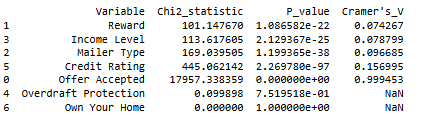 Variable Chi2_statistic P_value Cramer's_V
1 Reward 101.147670 1.086582e-22 0.074267
3 Income Level 113.617605 2.129367e-25 0.078799
2 Mailer Type 169.039505 1.199365e-38 0.096685
5 Credit Rating 445.062142 2.269780e-97 0.156995
0 Offer Accepted 17957.338359 0.000000e+00 0.999453
4 Overdraft Protection 0.099898 7.519518e-01 NaN
6 Own Your Home 0.000000 1.000000e+00 NaN